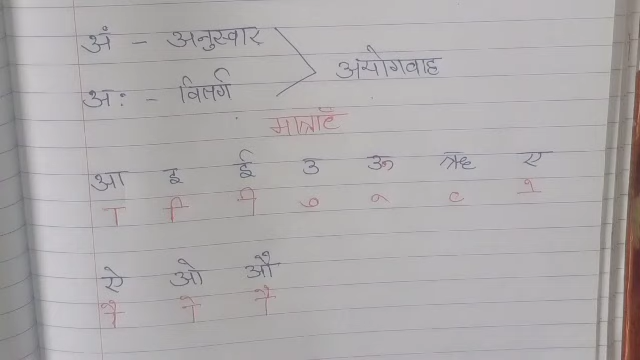 अं - अनुस्वार
अयोगवाह
अः - विसर्ग
मात्राएँ
आ इ ई उ ऊ ऋ ए
ा ि ी ु ू ृ े
ऐ ओ औ
ै ो ौ